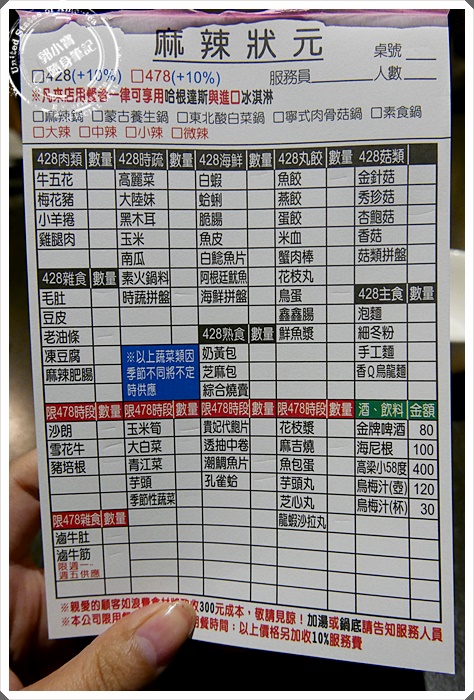 麻辣狀元
桌號
□428(+10%) □478(+10%) 服務員 人數
※凡來店用餐者一律可享用哈根達斯與進口冰淇淋
□麻辣鍋 □蒙古養生鍋 □東北酸白菜鍋 □寧式肉骨菇鍋 □素食鍋
□大辣 □中辣 □小辣 □微辣
428肉類 數量 428時蔬 數量 428海鮮 數量 428丸餃 數量 428菇類
牛五花 高麗菜 白蝦 魚餃 金針菇
梅花豬 大陸妹 蛤蜊 燕餃 秀珍菇
小羊捲 黑木耳 脆腸 蛋餃 杏鮑菇
雞腿肉 玉米 魚皮 米血 香菇
南瓜 白鯰魚片 蟹肉棒 菇類拼盤
428雜食 數量 素火鍋料 阿根廷魷魚 花枝丸
毛肚 時蔬拼盤 海鮮拼盤 鳥蛋 428主食 數量
豆皮 鑫鑫腸 泡麵
老油條 428熟食 數量 鮮魚漿 細冬粉
凍豆腐 ※以上蔬菜類因 奶黃包 手工麵
麻辣肥腸 季節不同將不定 芝麻包 香Q烏龍麵
時供應 綜合燒賣
限478時段 數量 限478時段 數量 限478時段 數量 限478時段 數量 酒、飲料 金額
沙朗 玉米筍 貴妃代鮑片 花枝漿 金牌啤酒 80
雪花牛 大白菜 透抽中卷 麻吉燒 海尼根 100
豬培根 青江菜 潮鯛魚片 魚包蛋 高梁小58度 400
芋頭 孔雀蛤 芋頭丸 烏梅汁(壺) 120
季節性蔬菜 芝心丸 烏梅汁(杯) 30
限478雜食 數量 龍蝦沙拉丸
滷牛肚
滷牛筋
限週一~
週五供應
※親愛的顧客如浪費食材 收300元成本，敬請見諒！加湯或鍋底請告知服務人員
※本公司限用 用餐時間：以上價格另加收10%服務費